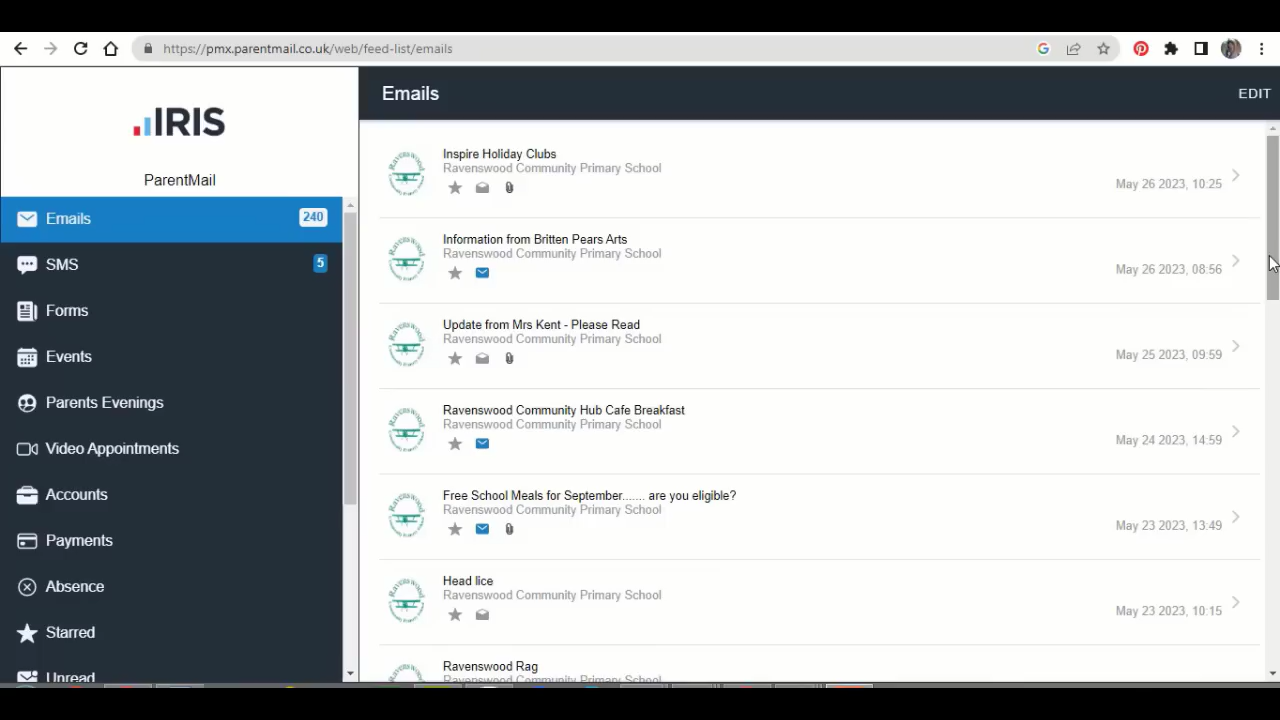 https://pmx.parentmail.co.uk/web/feed-list/emails
IRIS
ParentMail
Emails 240
SMS 5
Forms
Events
Parents Evenings
Video Appointments
Accounts
Payments
Absence
Starred
Unread
Emails
EDIT
Inspire Holiday Clubs
Ravenswood Community Primary School
May 26 2023, 10:25
Information from Britten Pears Arts
Ravenswood Community Primary School
May 26 2023, 08:56
Update from Mrs Kent - Please Read
Ravenswood Community Primary School
May 25 2023, 09:59
Ravenswood Community Hub Cafe Breakfast
Ravenswood Community Primary School
May 24 2023, 14:59
Free School Meals for September....... are you eligible?
Ravenswood Community Primary School
May 23 2023, 13:49
Head lice
Ravenswood Community Primary School
May 23 2023, 10:15
Ravenswood Rag
Ravenswood Community Primary School